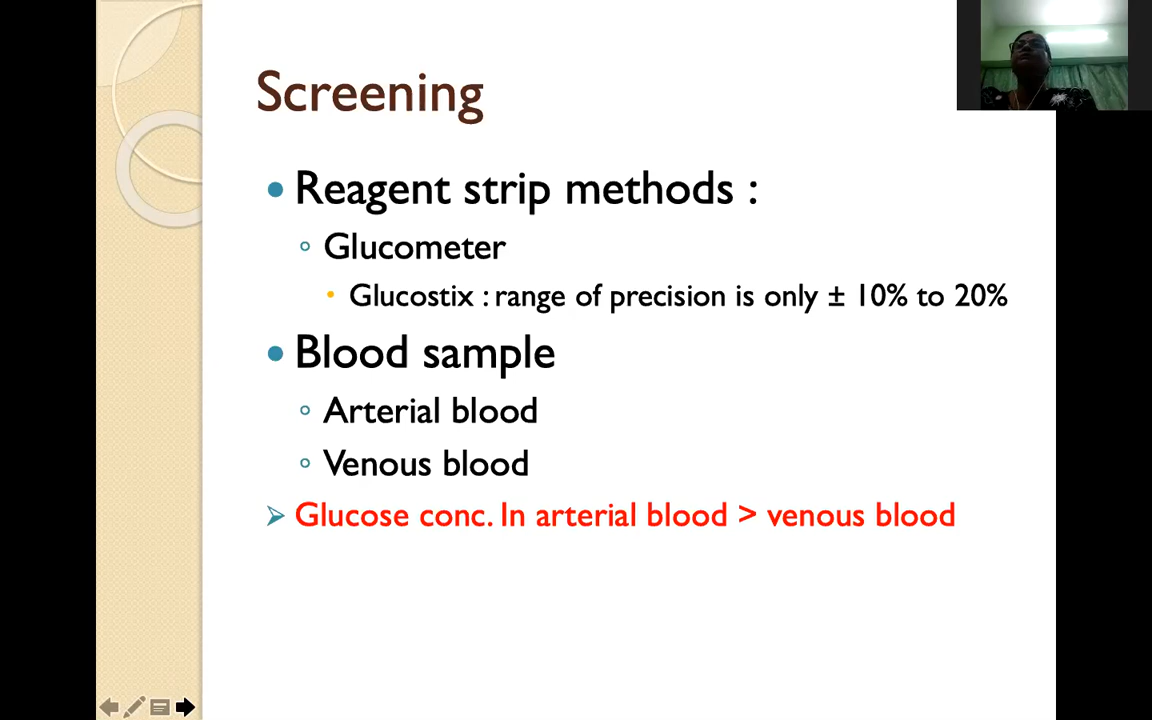 Screening
Reagent strip methods :
Glucometer
Glucostix : range of precision is only ± 10% to 20%
Blood sample
Arterial blood
Venous blood
Glucose conc. In arterial blood > venous blood